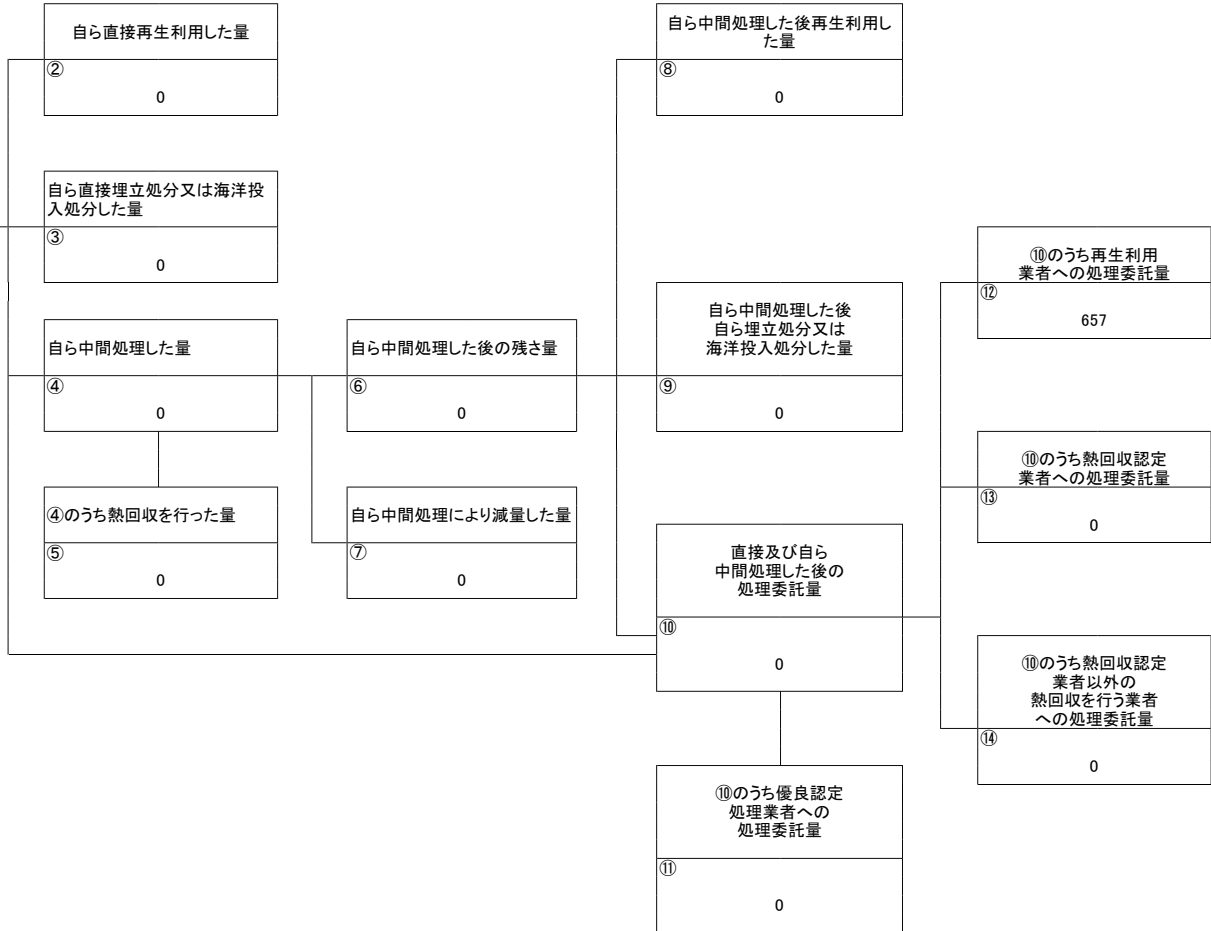 自ら直接再生利用した量
②
0
自ら直接埋立処分又は海洋投
入処分した量
③
0
自ら中間処理した量
④
0
④のうち熱回収を行った量
⑤
0
自ら中間処理した後の残さ量
⑥
0
自ら中間処理により減量した量
⑦
0
自ら中間処理した後再生利用し
た量
⑧
0
自ら中間処理した後
自ら埋立処分又は
海洋投入処分した量
⑨
0
直接及び自ら
中間処理した後の
処理委託量
⑩
0
⑩のうち優良認定
処理業者への
処理委託量
⑪
0
⑩のうち再生利用
業者への処理委託量
⑫
657
⑩のうち熱回収認定
業者への処理委託量
⑬
0
⑩のうち熱回収認定
業者以外の
熱回収を行う業者
への処理委託量
⑭
0